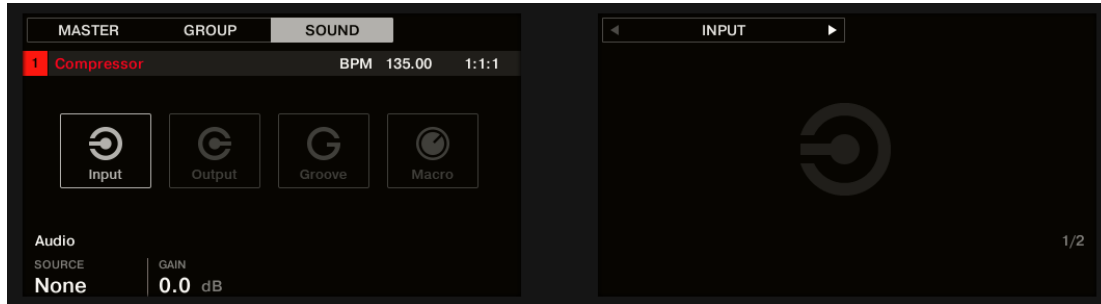 MASTER GROUP SOUND
1 Compressor BPM 135.00 1:1:1
Input Output Groove Macro
Audio
SOURCE GAIN
None 0.0 dB
INPUT
1/2